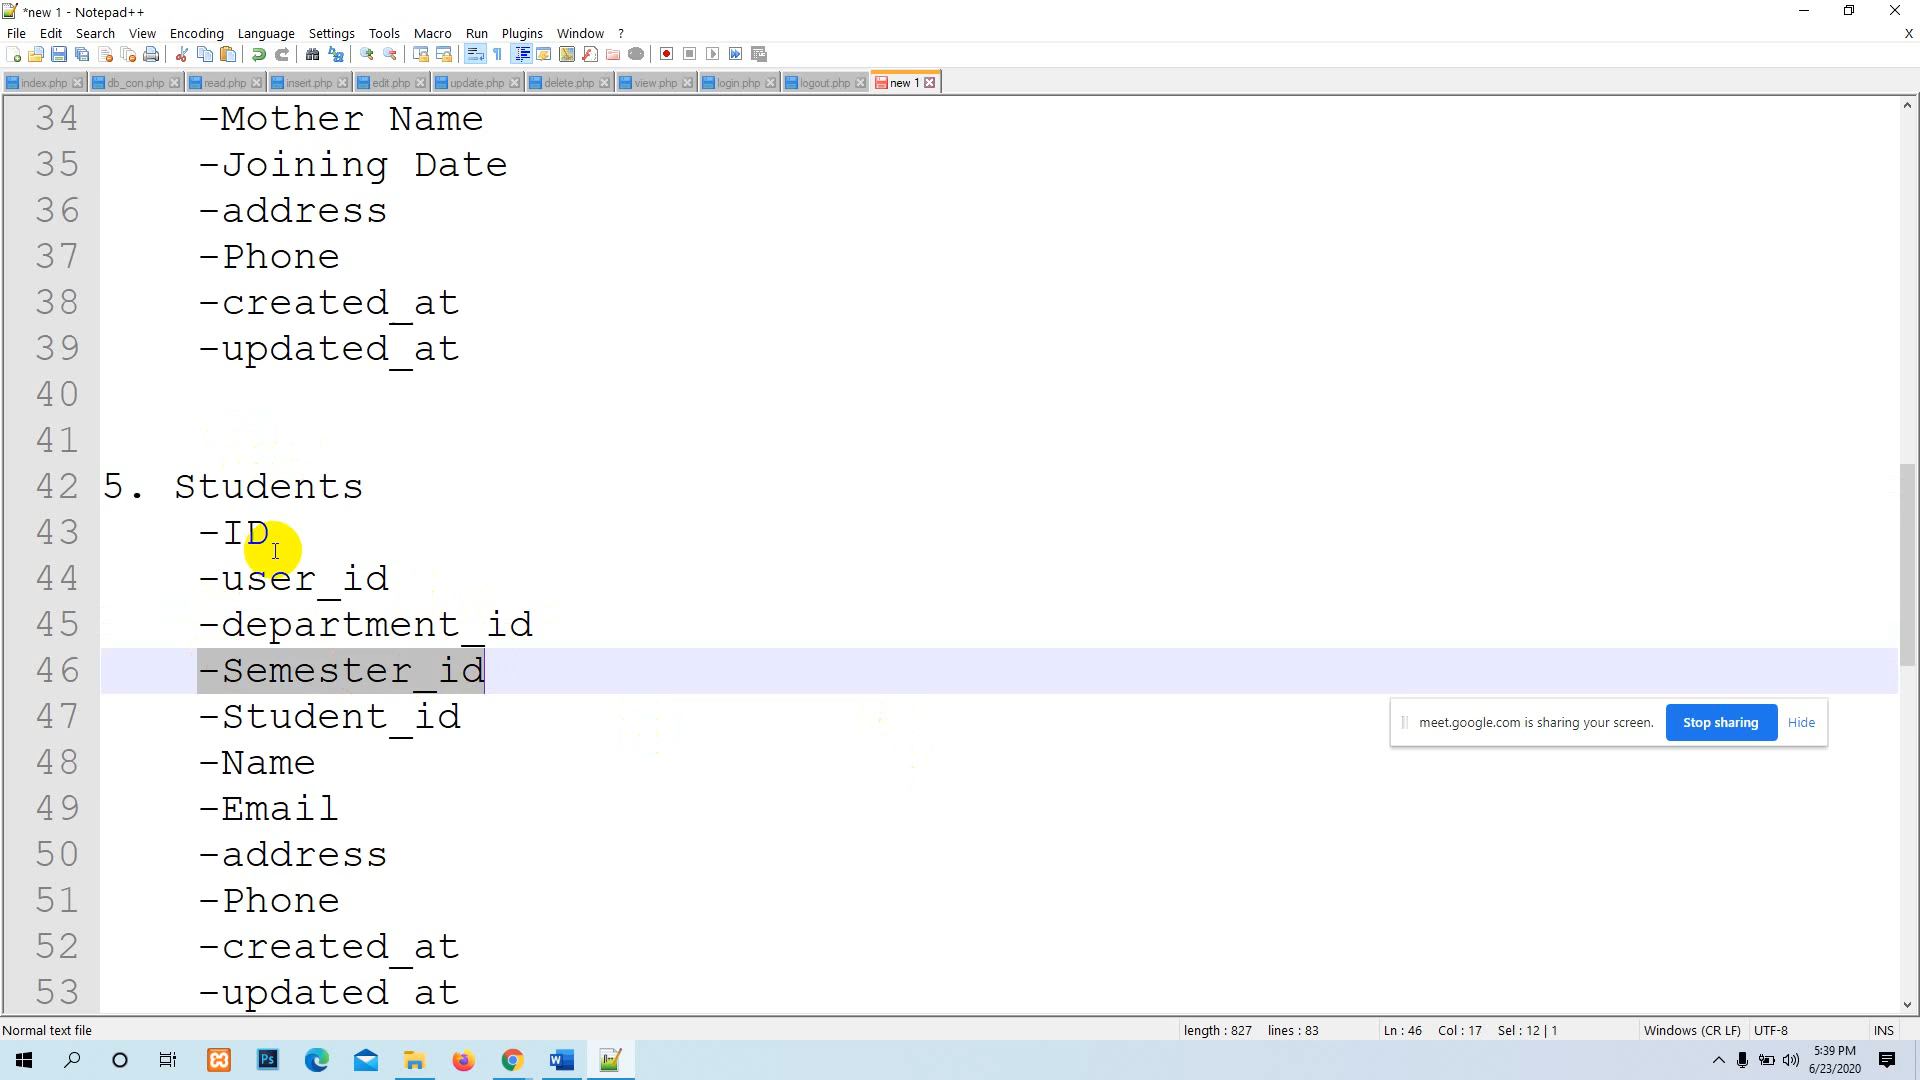 *new 1 - Notepad++
File Edit Search View Encoding Language Settings Tools Macro Run Plugins Window ? X
index.php db_con.php read.php insert.php edit.php update.php delete.php view.php login.php logout.php new 1
34 -Mother Name
35 -Joining Date
36 -address
37 -Phone
38 -created_at
39 -updated_at
40
41
42 5. Students
43 -ID
44 -user_id
45 -department_id
46 -Semester_id
47 -Student_id
48 -Name
49 -Email
50 -address
51 -Phone
52 -created_at
53 -updated at
meet.google.com is sharing your screen. Stop sharing Hide
Normal text file length : 827 lines : 83 Ln : 46 Col : 17 Sel : 12 | 1 Windows (CR LF) UTF-8 INS
Ps W
5:39 PM
6/23/2020